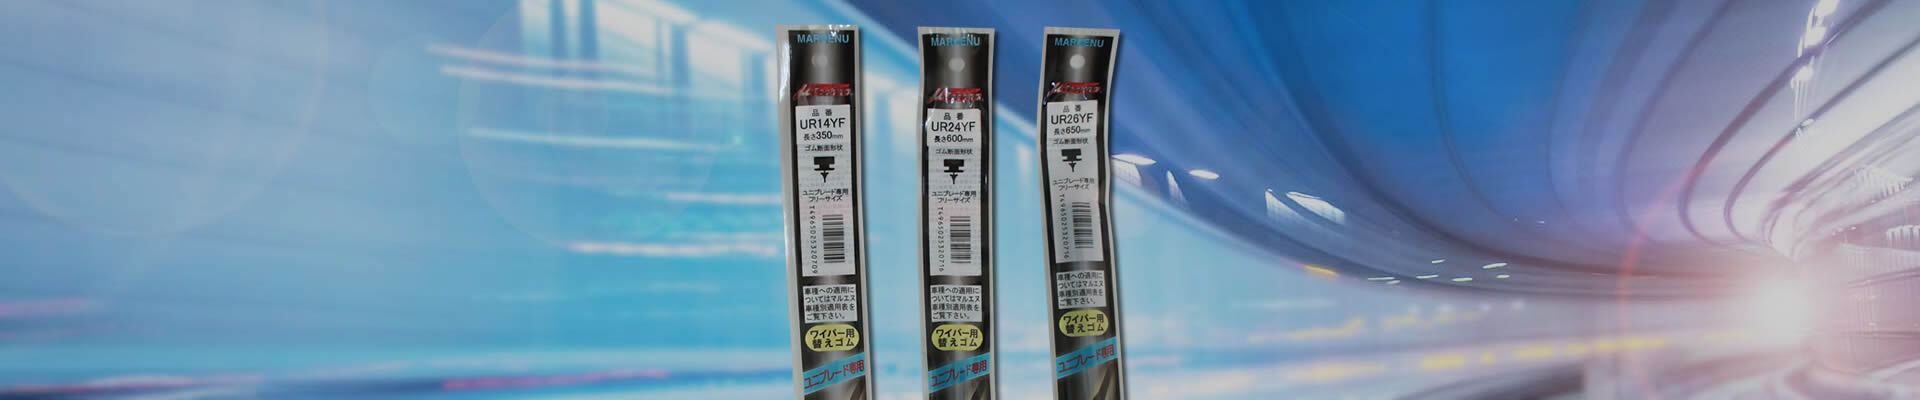 MARUENU
品 番
UR14YF
長さ350mm
ゴム断面形状
ユニブレード専用
フリーサイズ
T4965025320709
車種への適用に
ついてはマルエヌ
車種別適用表を
ご覧下さい。
ワイパー用
替えゴム
ユニブレード専用
MARUENU
品 番
UR24YF
長さ600mm
ゴム断面形状
ユニブレード専用
フリーサイズ
T4965025320716
車種への適用に
ついてはマルエヌ
車種別適用表を
ご覧下さい。
ワイパー用
替えゴム
ユニブレード専用
MARUENU
品 番
UR26YF
長さ650mm
ゴム断面形状
ユニブレード専用
フリーサイズ
車種への適用に
ついてはマルエヌ
車種別適用表を
ご覧下さい。
ワイパー用
替えゴム
ユニブレード専用